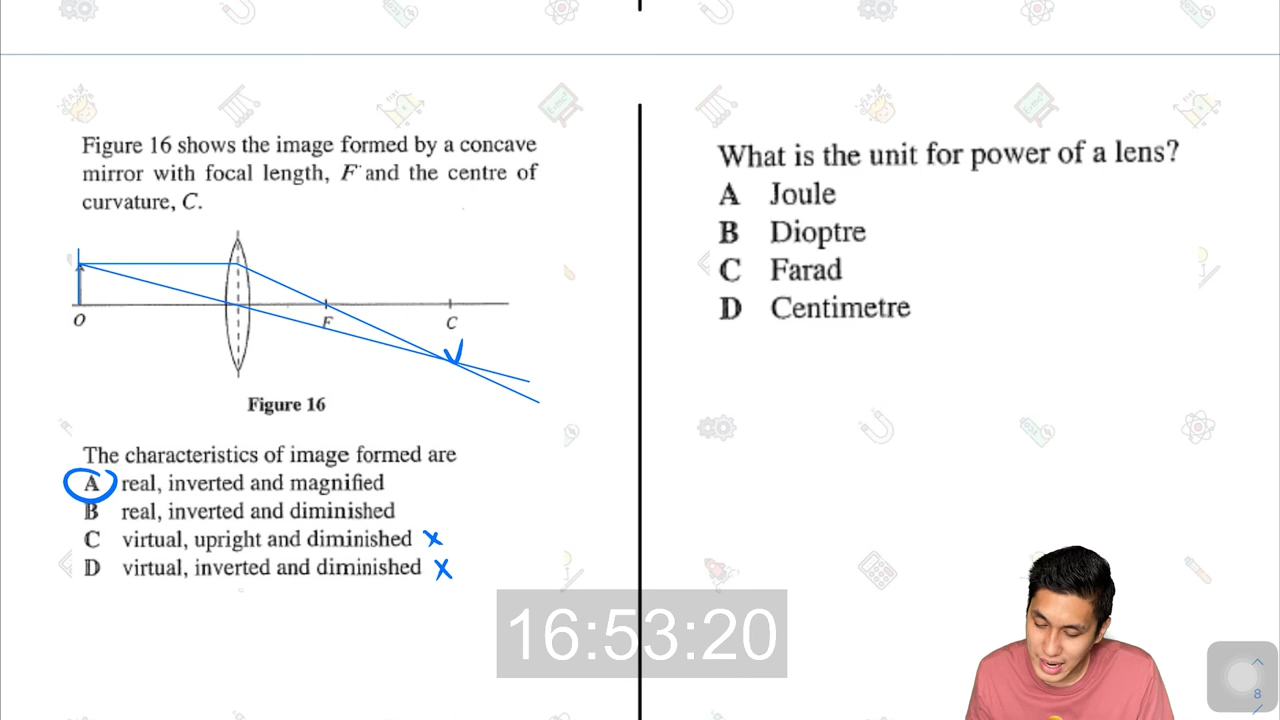 Figure 16 shows the image formed by a concave
mirror with focal length, F and the centre of
curvature, C.
O
F
C
Figure 16
The characteristics of image formed are
A real, inverted and magnified
B real, inverted and diminished
C virtual, upright and diminished x
D virtual, inverted and diminished x
What is the unit for power of a lens?
A Joule
B Dioptre
C Farad
D Centimetre
16:53:20
8